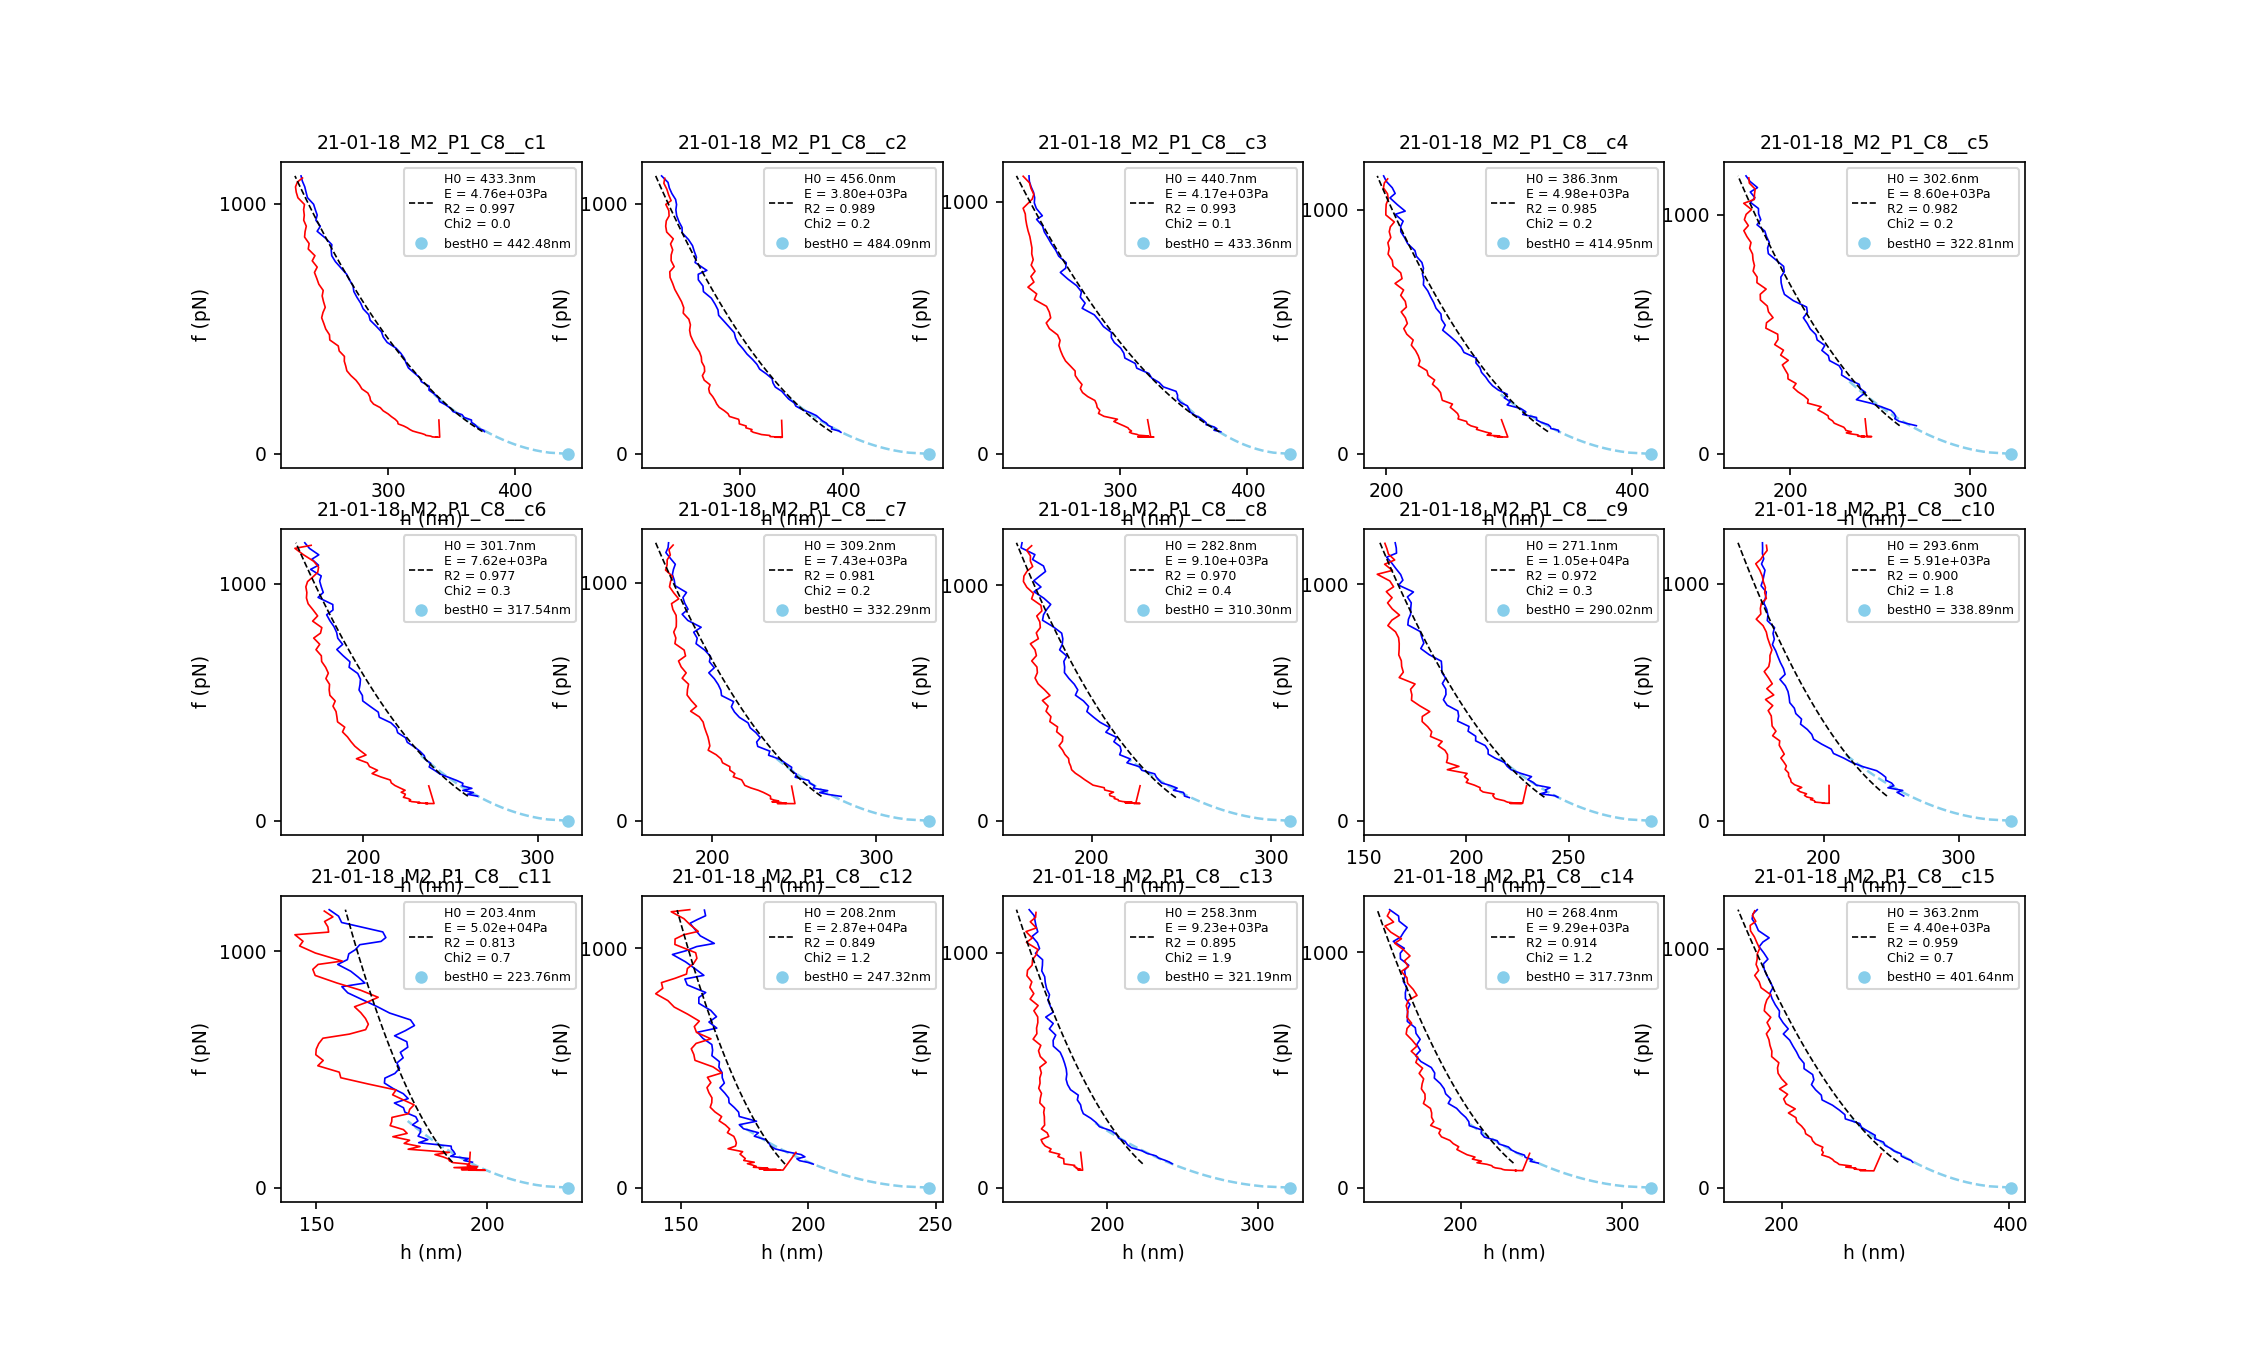 21-01-18_M2_P1_C8__c1
H0 = 433.3nm
E = 4.76e+03Pa
R2 = 0.997
Chi2 = 0.0
bestH0 = 442.48nm
1000
0
f (pN)
300 400
h (nm)
21-01-18_M2_P1_C8__c2
H0 = 456.0nm
E = 3.80e+03Pa
R2 = 0.989
Chi2 = 0.2
bestH0 = 484.09nm
1000
0
f (pN)
300 400
h (nm)
21-01-18_M2_P1_C8__c3
H0 = 440.7nm
E = 4.17e+03Pa
R2 = 0.993
Chi2 = 0.1
bestH0 = 433.36nm
1000
0
f (pN)
300 400
h (nm)
21-01-18_M2_P1_C8__c4
H0 = 386.3nm
E = 4.98e+03Pa
R2 = 0.985
Chi2 = 0.2
bestH0 = 414.95nm
1000
0
f (pN)
200 400
h (nm)
21-01-18_M2_P1_C8__c5
H0 = 302.6nm
E = 8.60e+03Pa
R2 = 0.982
Chi2 = 0.2
bestH0 = 322.81nm
1000
0
f (pN)
200 300
h (nm)
21-01-18_M2_P1_C8__c6
H0 = 301.7nm
E = 7.62e+03Pa
R2 = 0.977
Chi2 = 0.3
bestH0 = 317.54nm
1000
0
f (pN)
200 300
h (nm)
21-01-18_M2_P1_C8__c7
H0 = 309.2nm
E = 7.43e+03Pa
R2 = 0.981
Chi2 = 0.2
bestH0 = 332.29nm
1000
0
f (pN)
200 300
h (nm)
21-01-18_M2_P1_C8__c8
H0 = 282.8nm
E = 9.10e+03Pa
R2 = 0.970
Chi2 = 0.4
bestH0 = 310.30nm
1000
0
f (pN)
200 300
h (nm)
21-01-18_M2_P1_C8__c9
H0 = 271.1nm
E = 1.05e+04Pa
R2 = 0.972
Chi2 = 0.3
bestH0 = 290.02nm
1000
0
f (pN)
150 200 250
h (nm)
21-01-18_M2_P1_C8__c10
H0 = 293.6nm
E = 5.91e+03Pa
R2 = 0.900
Chi2 = 1.8
bestH0 = 338.89nm
1000
0
f (pN)
200 300
h (nm)
21-01-18_M2_P1_C8__c11
H0 = 203.4nm
E = 5.02e+04Pa
R2 = 0.813
Chi2 = 0.7
bestH0 = 223.76nm
1000
0
f (pN)
150 200
h (nm)
21-01-18_M2_P1_C8__c12
H0 = 208.2nm
E = 2.87e+04Pa
R2 = 0.849
Chi2 = 1.2
bestH0 = 247.32nm
1000
0
f (pN)
150 200 250
h (nm)
21-01-18_M2_P1_C8__c13
H0 = 258.3nm
E = 9.23e+03Pa
R2 = 0.895
Chi2 = 1.9
bestH0 = 321.19nm
1000
0
f (pN)
200 300
h (nm)
21-01-18_M2_P1_C8__c14
H0 = 268.4nm
E = 9.29e+03Pa
R2 = 0.914
Chi2 = 1.2
bestH0 = 317.73nm
1000
0
f (pN)
200 300
h (nm)
21-01-18_M2_P1_C8__c15
H0 = 363.2nm
E = 4.40e+03Pa
R2 = 0.959
Chi2 = 0.7
bestH0 = 401.64nm
1000
0
f (pN)
200 400
h (nm)